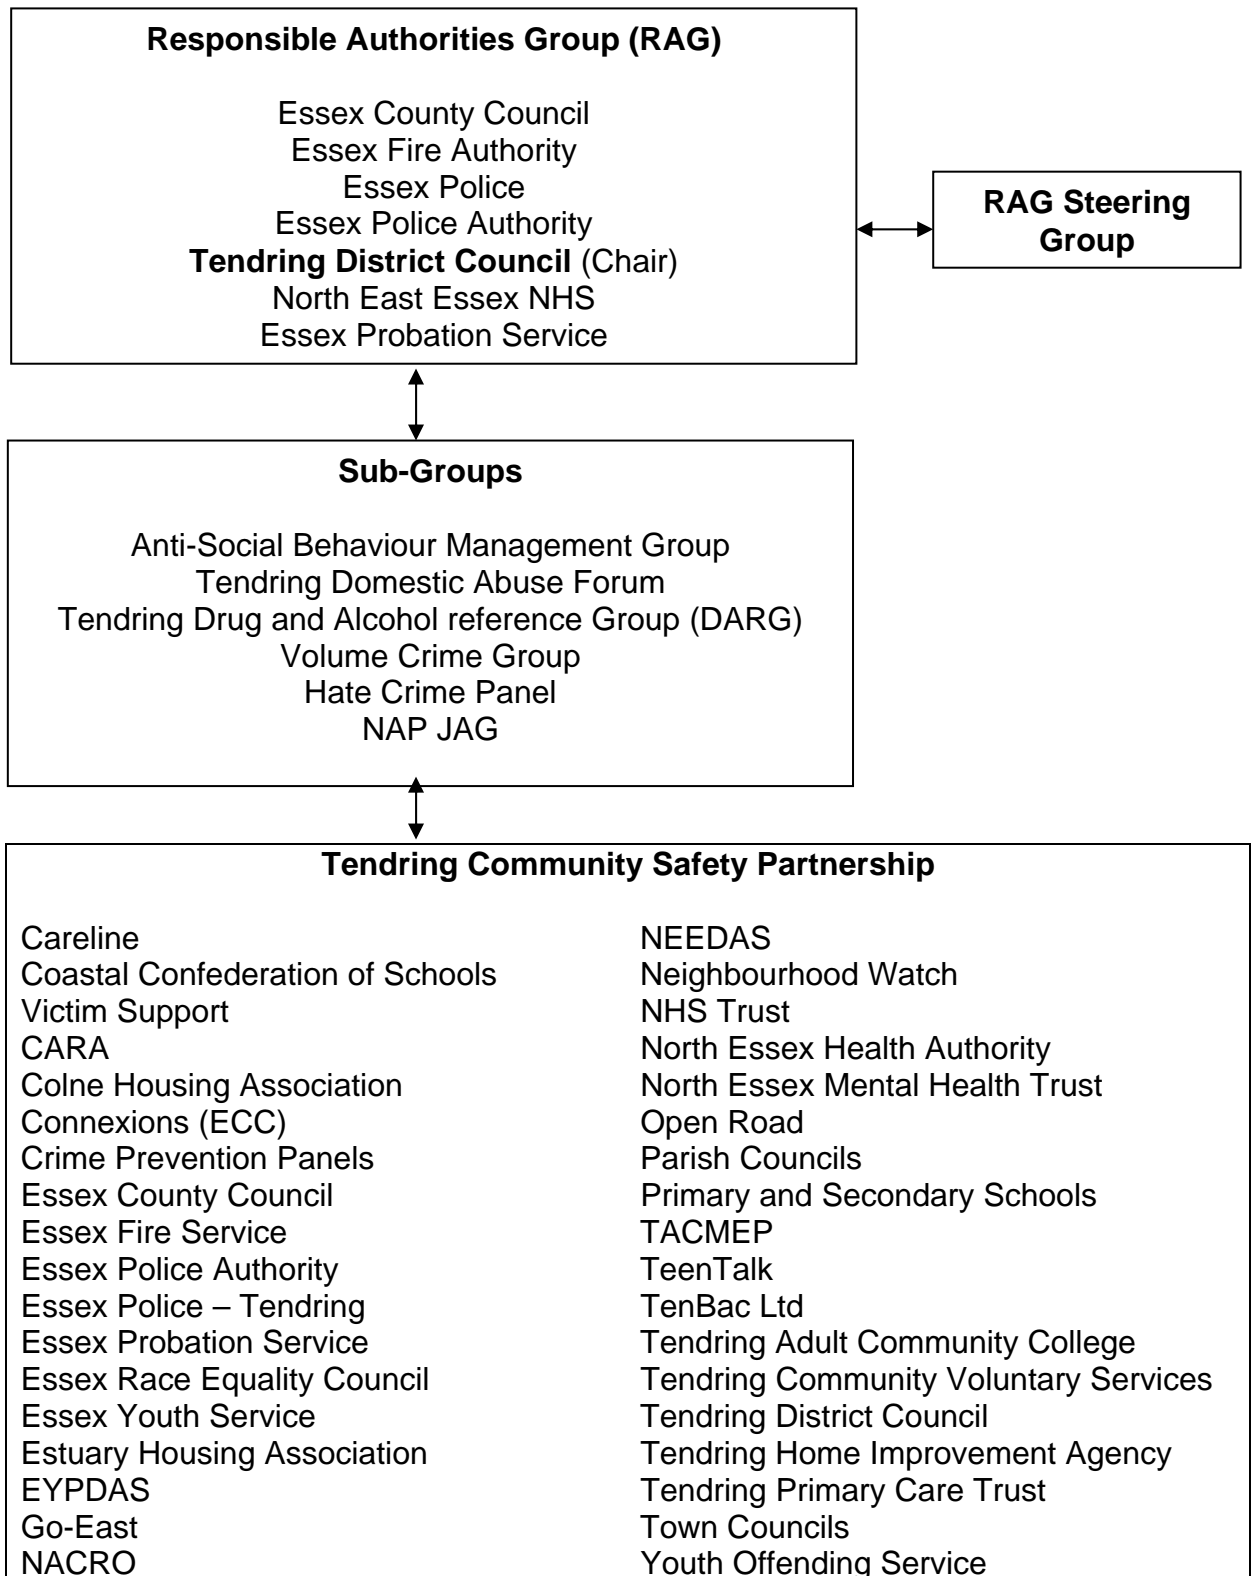 Responsible Authorities Group (RAG)
Essex County Council
Essex Fire Authority
Essex Police
Essex Police Authority
Tendring District Council (Chair)
North East Essex NHS
Essex Probation Service
RAG Steering
Group
Sub-Groups
Anti-Social Behaviour Management Group
Tendring Domestic Abuse Forum
Tendring Drug and Alcohol reference Group (DARG)
Volume Crime Group
Hate Crime Panel
NAP JAG
Tendring Community Safety Partnership
Careline
Coastal Confederation of Schools
Victim Support
CARA
Colne Housing Association
Connexions (ECC)
Crime Prevention Panels
Essex County Council
Essex Fire Service
Essex Police Authority
Essex Police – Tendring
Essex Probation Service
Essex Race Equality Council
Essex Youth Service
Estuary Housing Association
EYPDAS
Go-East
NACRO
NEEDAS
Neighbourhood Watch
NHS Trust
North Essex Health Authority
North Essex Mental Health Trust
Open Road
Parish Councils
Primary and Secondary Schools
TACMEP
TeenTalk
TenBac Ltd
Tendring Adult Community College
Tendring Community Voluntary Services
Tendring District Council
Tendring Home Improvement Agency
Tendring Primary Care Trust
Town Councils
Youth Offending Service